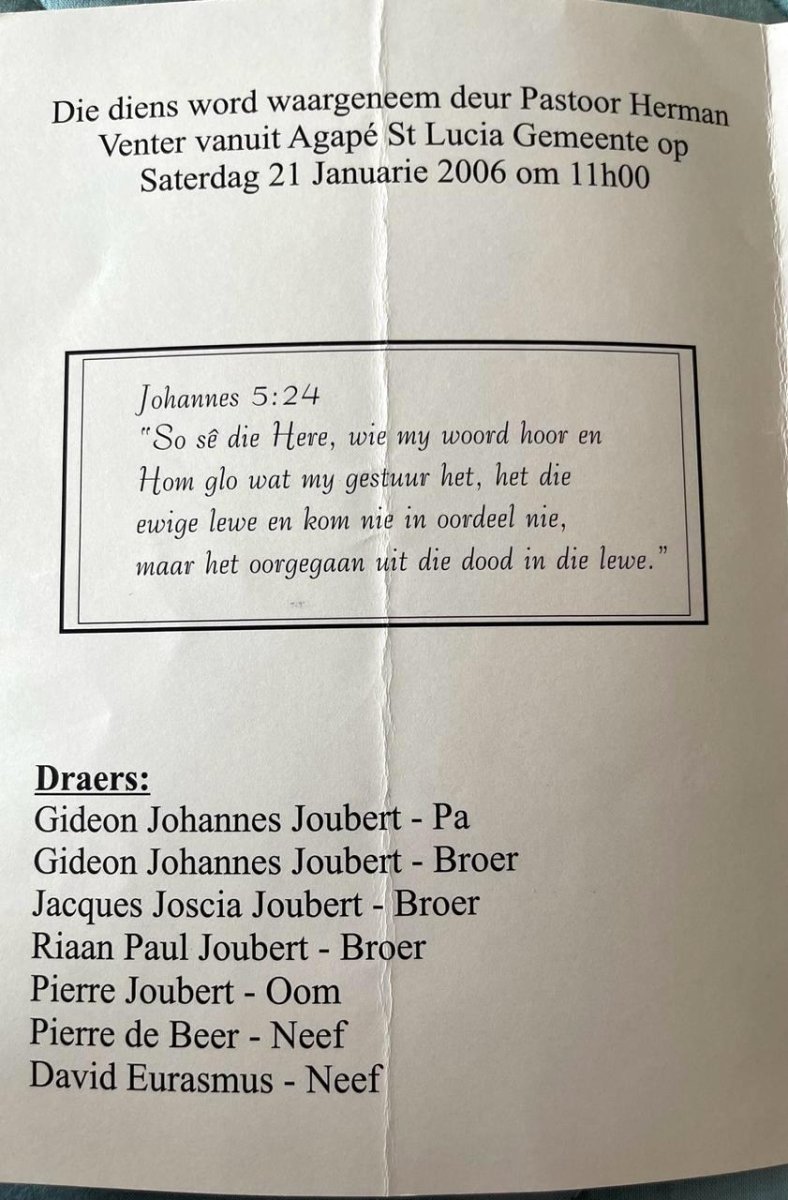 Die diens word waargeneem deur Pastoor Herman
Venter vanuit Agapé St Lucia Gemeente op
Saterdag 21 Januarie 2006 om 11h00
Johannes 5:24
"So sê die Here, wie my woord hoor en
Hom glo wat my gestuur het, het die
ewige lewe en kom nie in oordeel nie,
maar het oorgegaan uit die dood in die lewe."
Draers:
Gideon Johannes Joubert - Pa
Gideon Johannes Joubert - Broer
Jacques Joscia Joubert - Broer
Riaan Paul Joubert - Broer
Pierre Joubert - Oom
Pierre de Beer - Neef
David Eurasmus - Neef